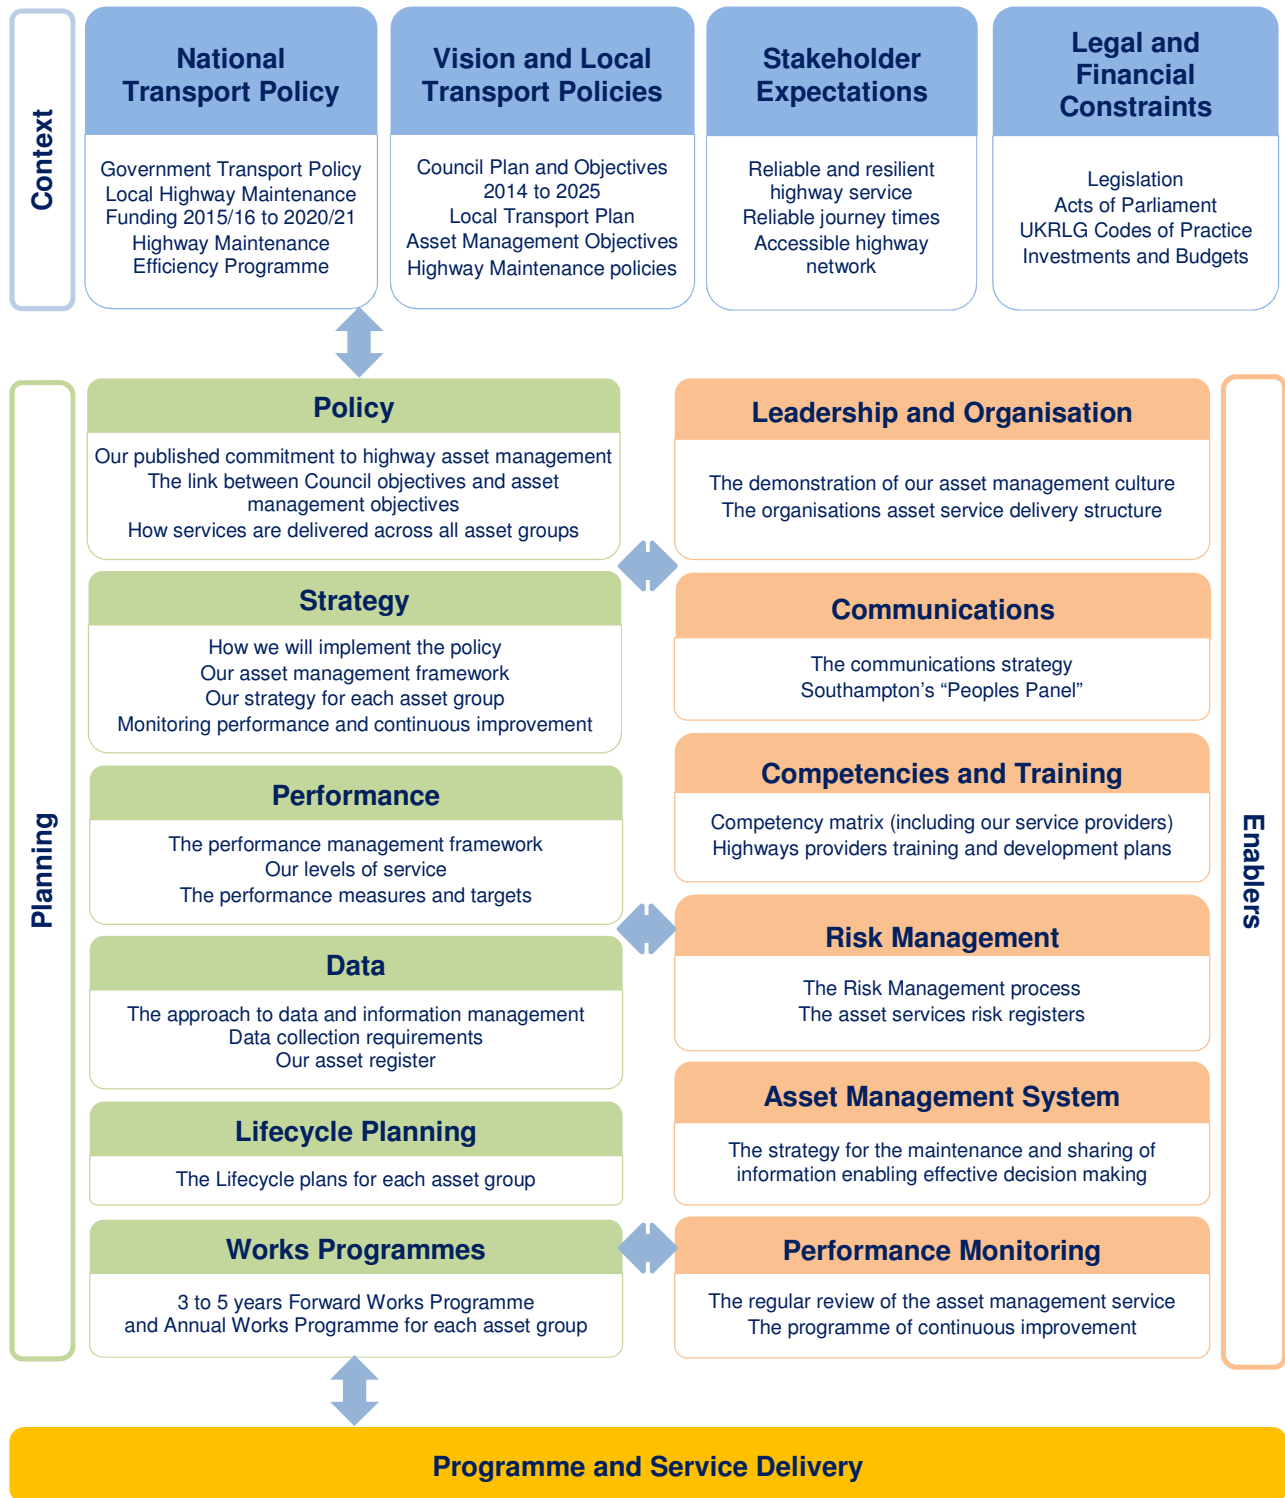 Context
National
Transport Policy
Government Transport Policy
Local Highway Maintenance
Funding 2015/16 to 2020/21
Highway Maintenance
Efficiency Programme
Vision and Local
Transport Policies
Council Plan and Objectives
2014 to 2025
Local Transport Plan
Asset Management Objectives
Highway Maintenance policies
Stakeholder
Expectations
Reliable and resilient
highway service
Reliable journey times
Accessible highway
network
Legal and
Financial
Constraints
Legislation
Acts of Parliament
UKRLG Codes of Practice
Investments and Budgets
Planning
Policy
Our published commitment to highway asset management
The link between Council objectives and asset
management objectives
How services are delivered across all asset groups
Strategy
How we will implement the policy
Our asset management framework
Our strategy for each asset group
Monitoring performance and continuous improvement
Performance
The performance management framework
Our levels of service
The performance measures and targets
Data
The approach to data and information management
Data collection requirements
Our asset register
Lifecycle Planning
The Lifecycle plans for each asset group
Works Programmes
3 to 5 years Forward Works Programme
and Annual Works Programme for each asset group
Leadership and Organisation
The demonstration of our asset management culture
The organisations asset service delivery structure
Communications
The communications strategy
Southampton’s “Peoples Panel”
Competencies and Training
Competency matrix (including our service providers)
Highways providers training and development plans
Risk Management
The Risk Management process
The asset services risk registers
Asset Management System
The strategy for the maintenance and sharing of
information enabling effective decision making
Performance Monitoring
The regular review of the asset management service
The programme of continuous improvement
Enablers
Programme and Service Delivery